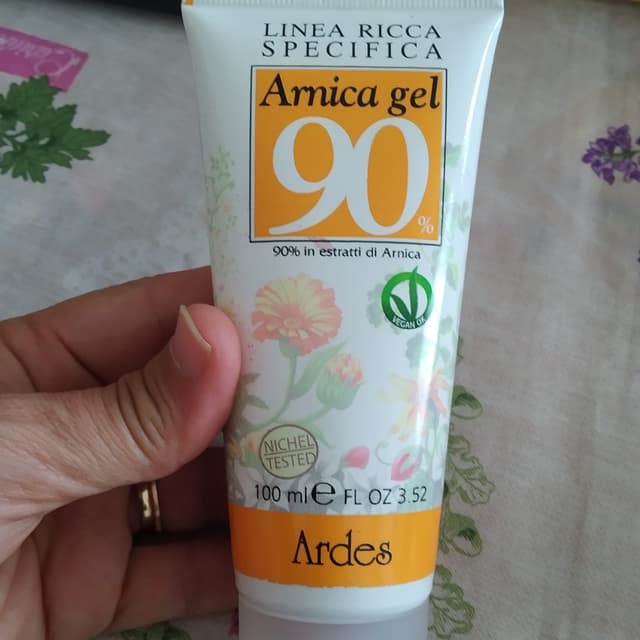 LINEA RICCA
SPECIFICA
Arnica gel
90%
90% in estratti di Arnica
VEGAN OK
NICHEL
TESTED
100 ml e FL OZ 3.52
Ardes